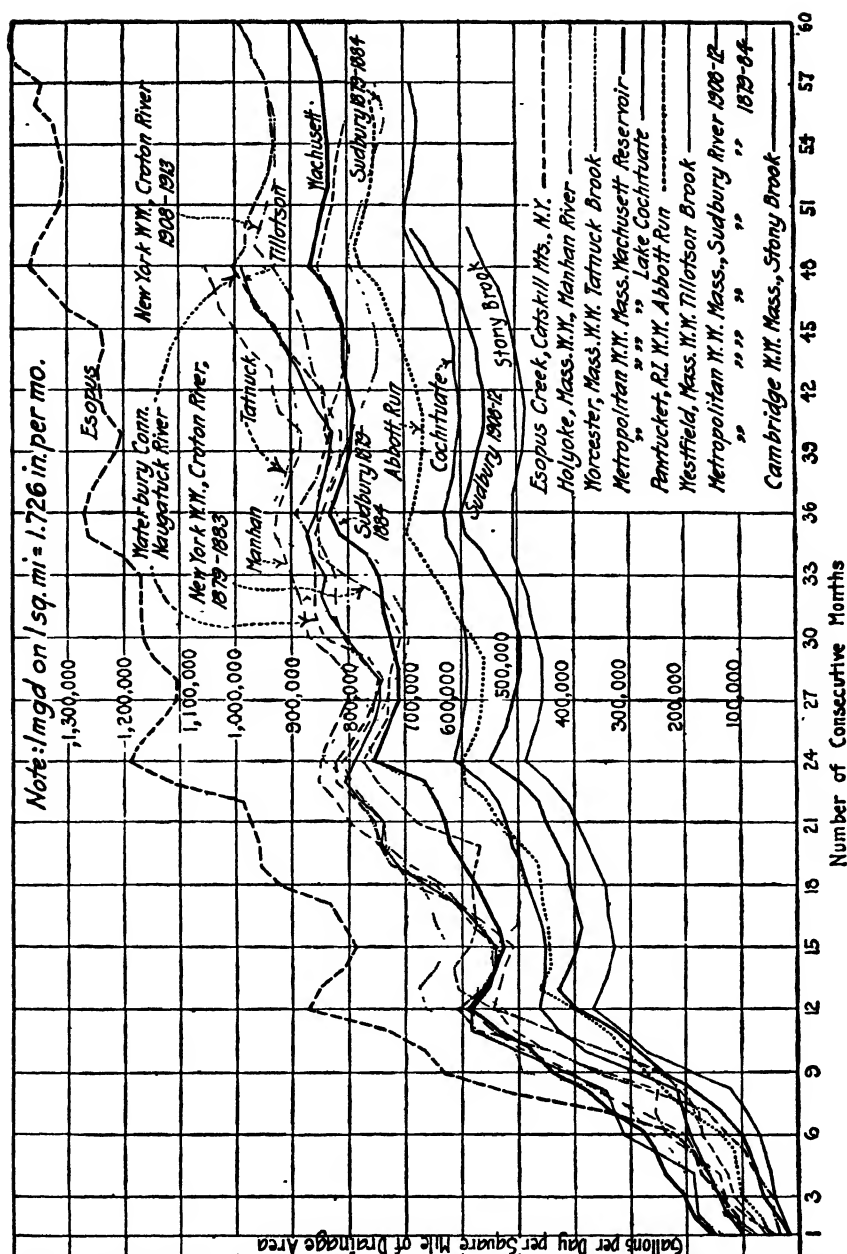 Note: 1 mgd on 1 sq. mi = 1.726 in. per mo.
1,300,000
1,200,000
1,100,000
1,000,000
900,000
800,000
700,000
600,000
500,000
400,000
300,000
200,000
100,000
Gallons per Day per Square Mile of Drainage Area
Esopus
Waterbury Conn.
Naugatuck River
New York W.W., Croton River
1908-1913
New York W.W., Croton River,
1879-1883
Manhan
Tatnuck
Tillotson
Wachusett
Sudbury 1879-1884
Sudbury 1879-
1884
Abbott Run
Cochituate
Sudbury 1908-12
Stony Brook
Esopus Creek, Catskill Mts., N.Y.
Holyoke, Mass. W.W., Manhan River
Worcester, Mass. W.W. Tatnuck Brook
Metropolitan W.W. Mass. Wachusett Reservoir
" " " " Lake Cochituate
Pawtucket, R.I. W.W. Abbott Run
Westfield, Mass. W.W. Tillotson Brook
Metropolitan W.W. Mass., Sudbury River 1908-12
" " " " " " 1879-84
Cambridge W.W. Mass., Stony Brook
1 3 6 9 12 15 18 21 24 27 30 33 36 39 42 45 48 51 54 57 60
Number of Consecutive Months